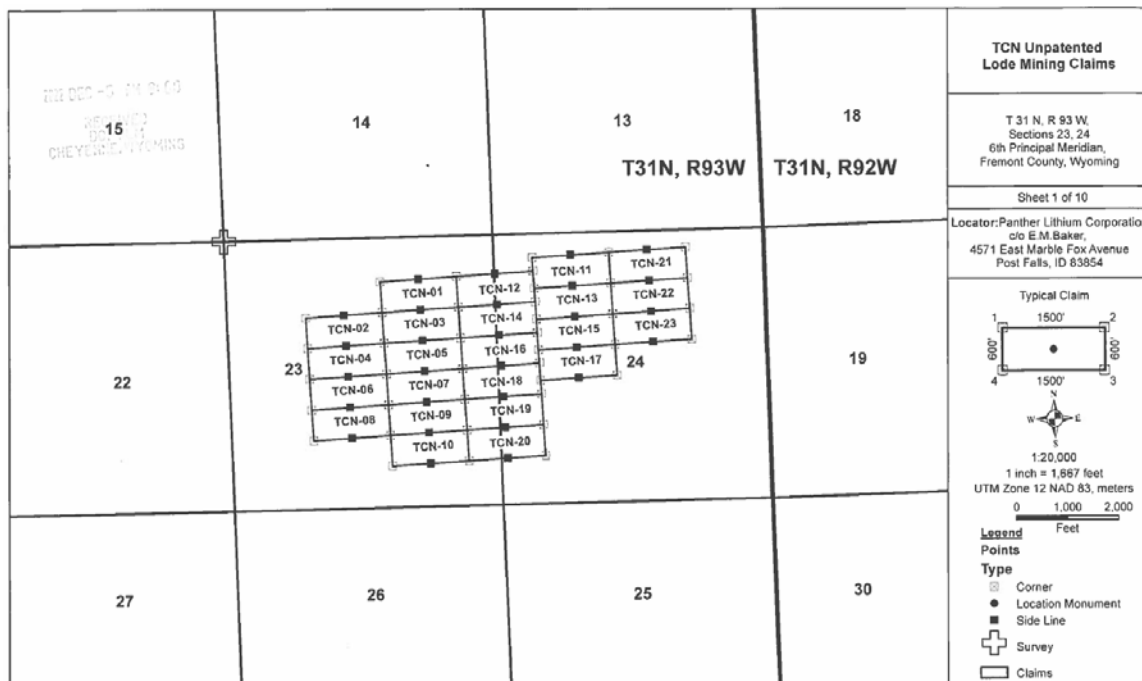 RECEIVED
CHEYENNE, WYOMING
15
14
13
18
T31N, R93W
T31N, R92W
22
23
24
19
TCN-01
TCN-12
TCN-11
TCN-21
TCN-02
TCN-03
TCN-14
TCN-13
TCN-22
TCN-04
TCN-05
TCN-16
TCN-15
TCN-23
TCN-06
TCN-07
TCN-18
TCN-17
TCN-08
TCN-09
TCN-19
TCN-10
TCN-20
27
26
25
30
TCN Unpatented
Lode Mining Claims
T 31 N, R 93 W,
Sections 23, 24
6th Principal Meridian,
Fremont County, Wyoming
Sheet 1 of 10
Locator:Panther Lithium Corporatio
c/o E.M.Baker,
4571 East Marble Fox Avenue
Post Falls, ID 83854
Typical Claim
1 1500' 2
600' 600'
4 1500' 3
N
W E
S
1:20,000
1 inch = 1,667 feet
UTM Zone 12 NAD 83, meters
0 1,000 2,000
Feet
Legend
Points
Type
Corner
Location Monument
Side Line
Survey
Claims